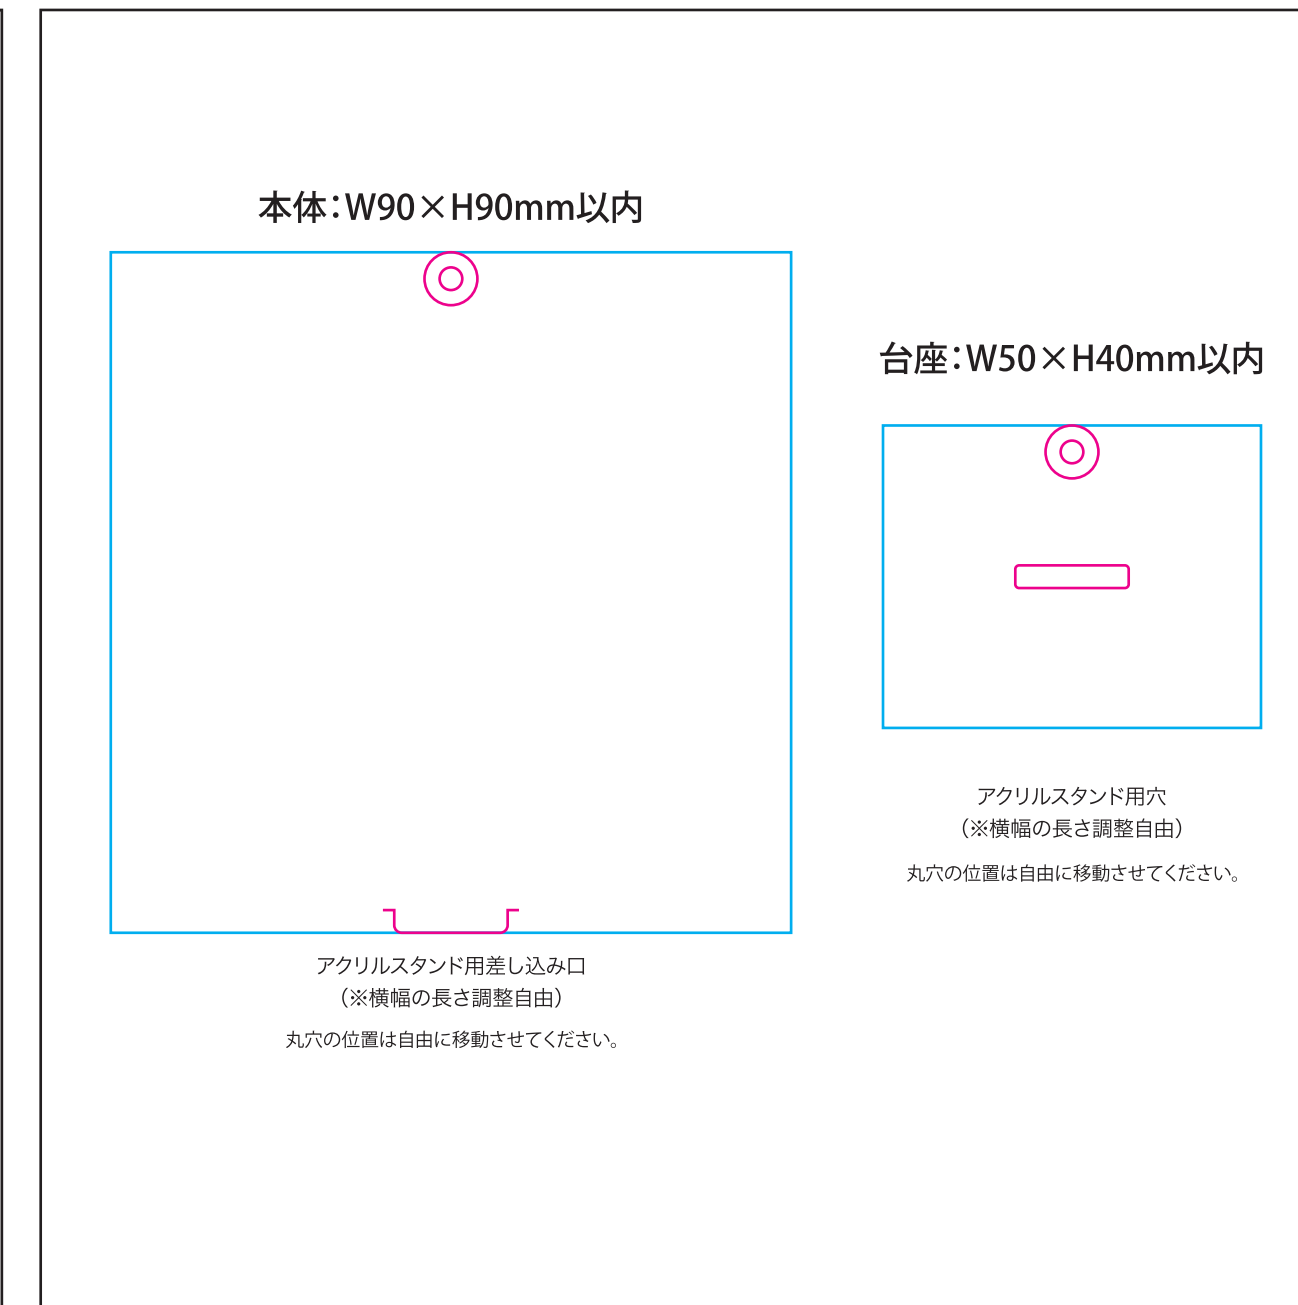 本体：W90×H90mm以内
台座：W50×H40mm以内
アクリルスタンド用穴
（※横幅の長さ調整自由）
丸穴の位置は自由に移動させてください。
アクリルスタンド用差し込み口
（※横幅の長さ調整自由）
丸穴の位置は自由に移動させてください。